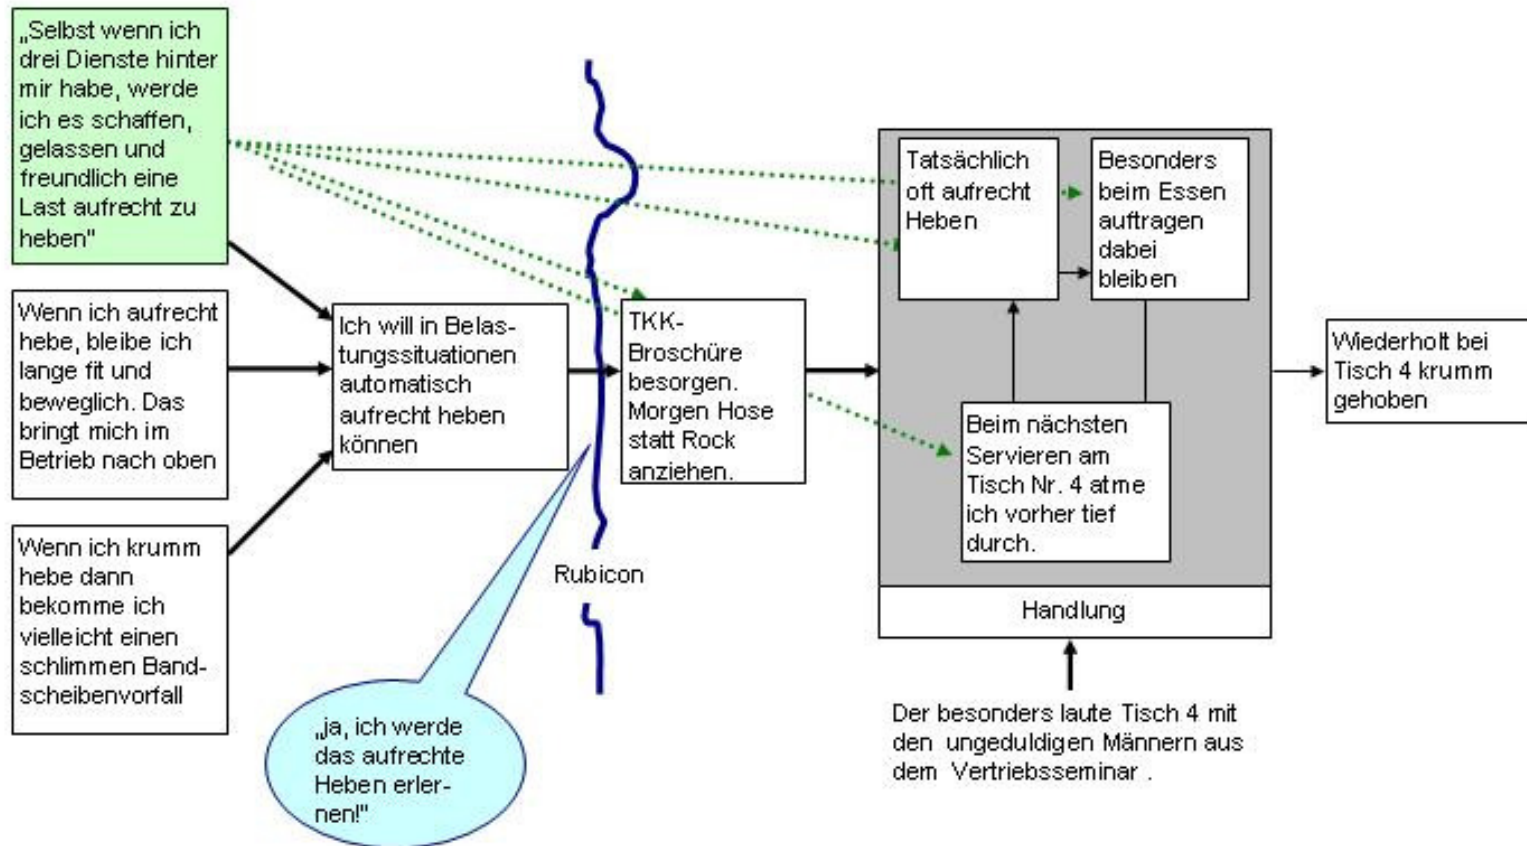 „Selbst wenn ich
drei Dienste hinter
mir habe, werde
ich es schaffen,
gelassen und
freundlich eine
Last aufrecht zu
heben"
Wenn ich aufrecht
hebe, bleibe ich
lange fit und
beweglich. Das
bringt mich im
Betrieb nach oben
Wenn ich krumm
hebe dann
bekomme ich
vielleicht einen
schlimmen Band-
scheibenvorfall
Ich will in Belas-
tungssituationen
automatisch
aufrecht heben
können
Rubicon
„ja, ich werde
das aufrechte
Heben erler-
nen!"
TKK-
Broschüre
besorgen.
Morgen Hose
statt Rock
anziehen.
Tatsächlich
oft aufrecht
Heben
Besonders
beim Essen
auftragen
dabei
bleiben
Beim nächsten
Servieren am
Tisch Nr. 4 atme
ich vorher tief
durch.
Handlung
Der besonders laute Tisch 4 mit
den ungeduldigen Männern aus
dem Vertriebsseminar .
Wiederholt bei
Tisch 4 krumm
gehoben